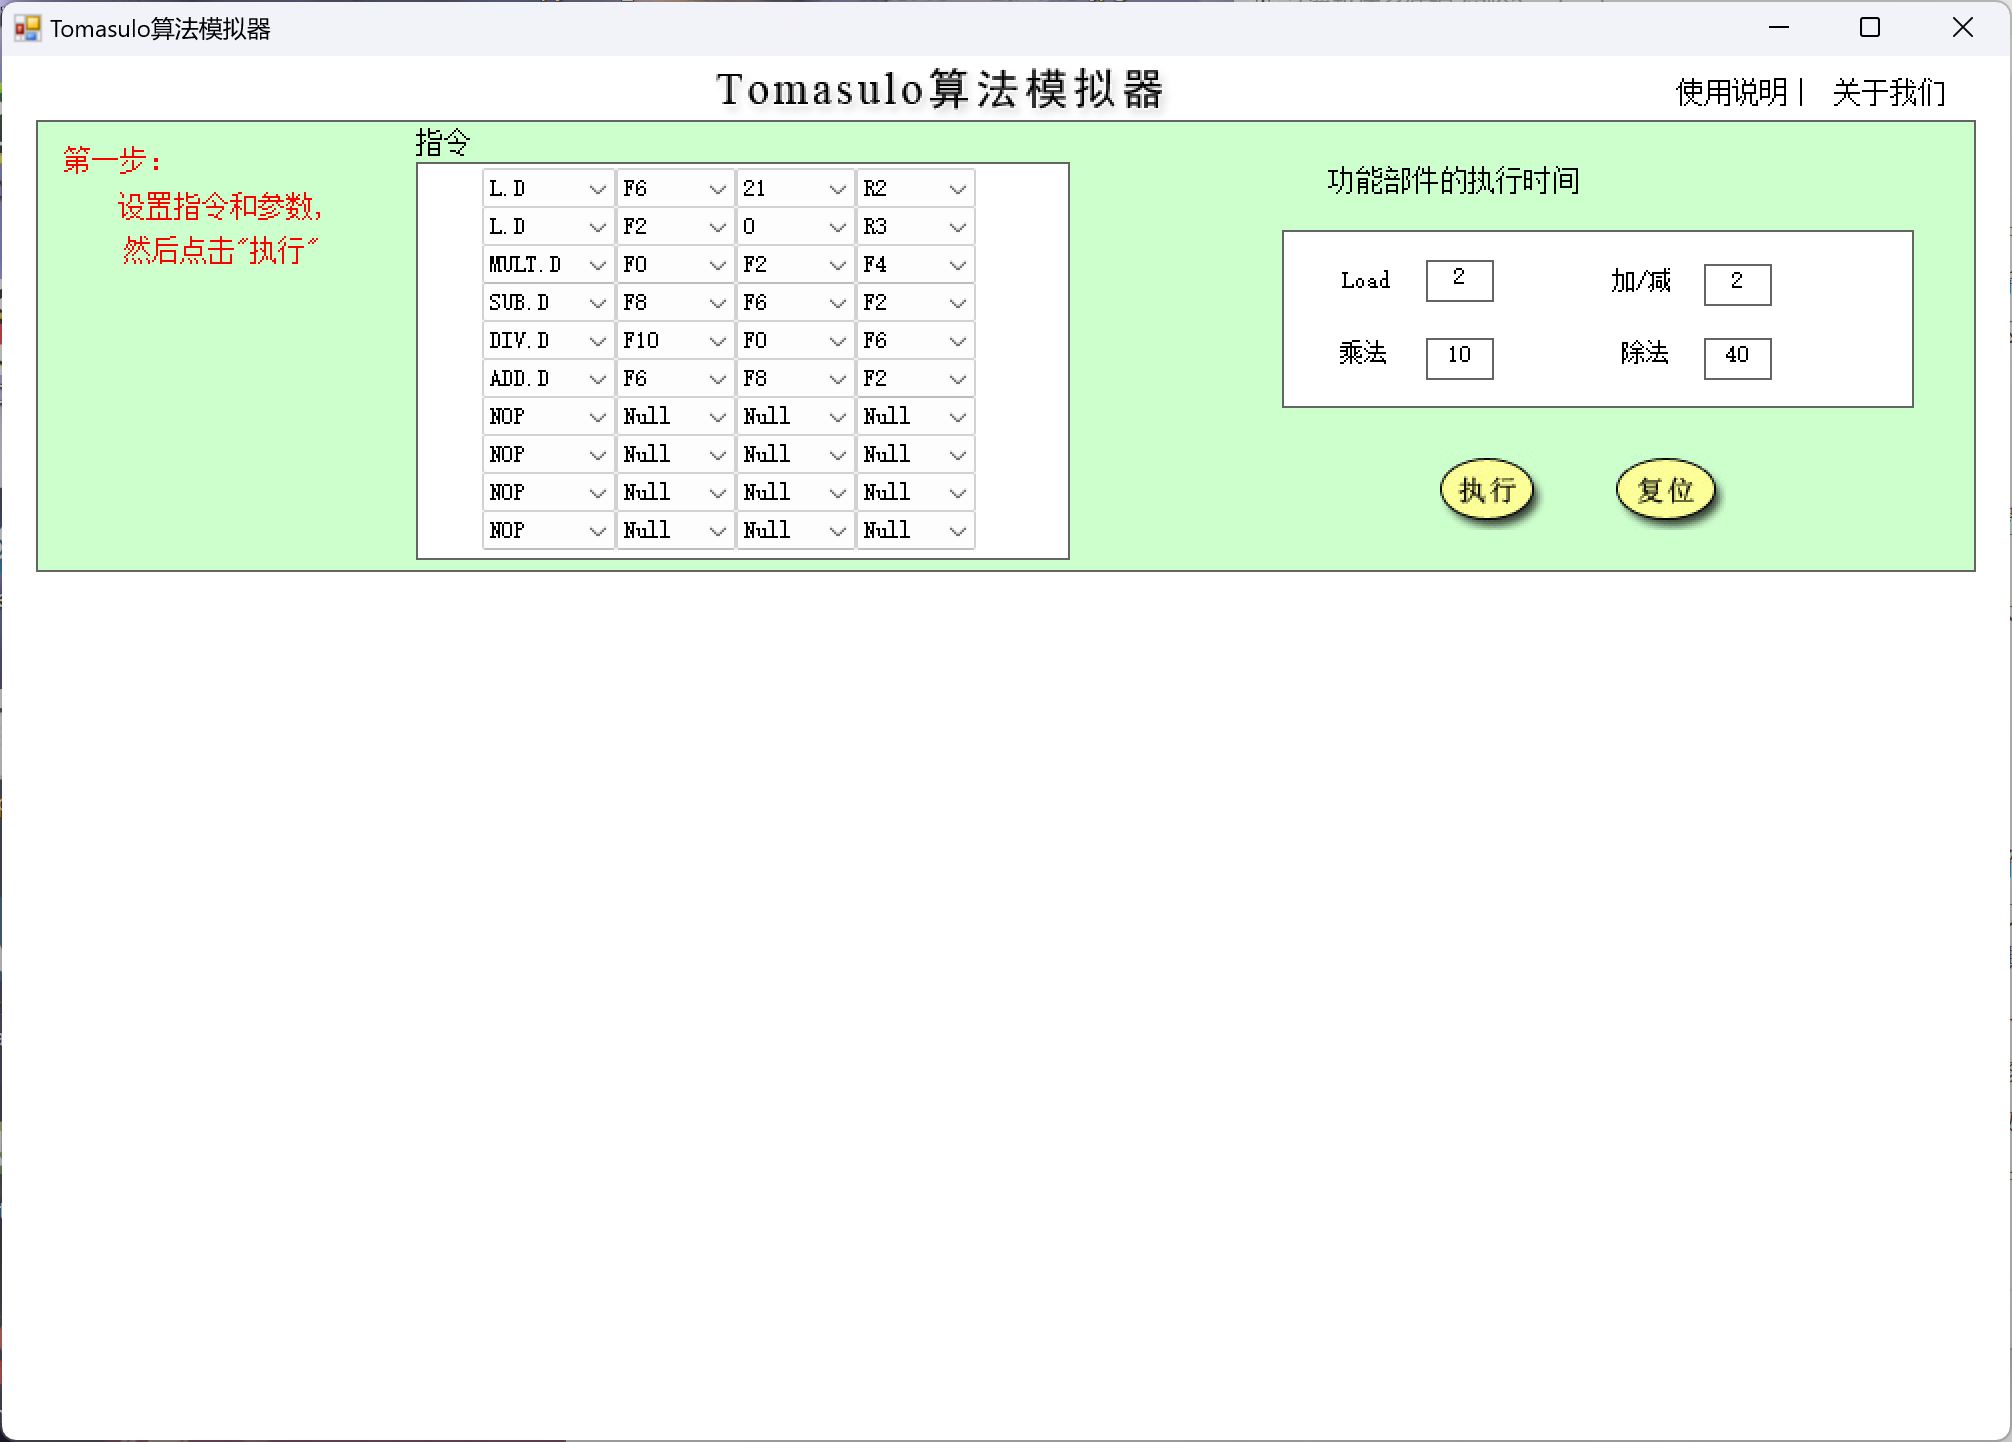 Tomasulo算法模拟器
Tomasulo算法模拟器
使用说明 | 关于我们
第一步:
设置指令和参数,
然后点击"执行"
指令
L.D F6 21 R2
L.D F2 0 R3
MULT.D F0 F2 F4
SUB.D F8 F6 F2
DIV.D F10 F0 F6
ADD.D F6 F8 F2
NOP Null Null Null
NOP Null Null Null
NOP Null Null Null
NOP Null Null Null
功能部件的执行时间
Load 2 加/减 2
乘法 10 除法 40
执行 复位